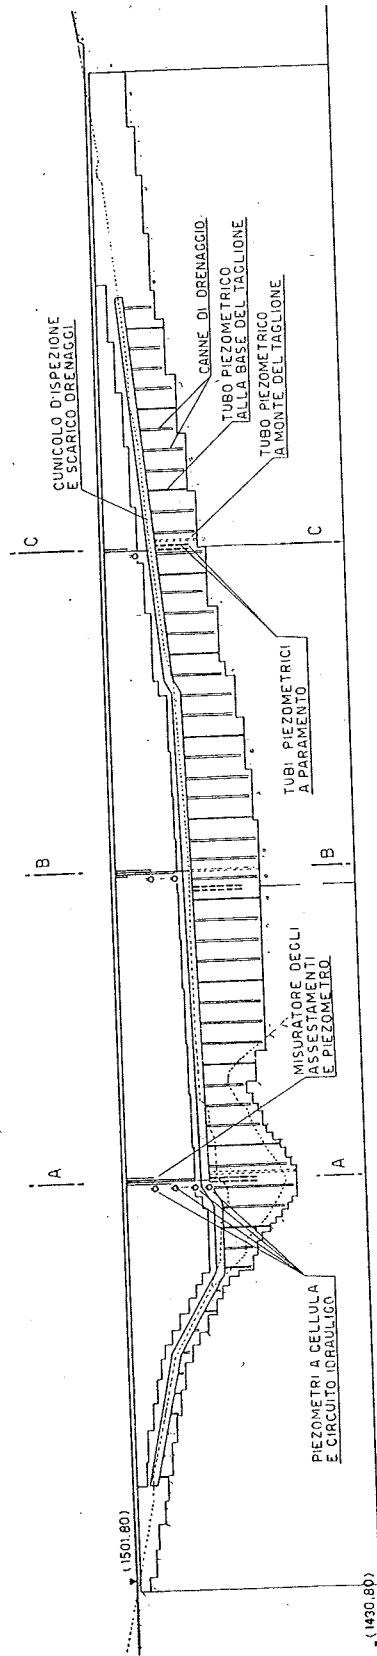 CUNICOLO D'ISPEZIONE
E SCARICO DRENAGGI
CANNE DI DRENAGGIO
TUBO PIEZOMETRICO
ALLA BASE DEL TAGLIONE
TUBO PIEZOMETRICO
A MONTE DEL TAGLIONE
C
C
TUBI PIEZOMETRICI
A PARAMENTO
B
B
MISURATORE DEGLI
ASSESTAMENTI
E PIEZOMETRO
A
A
PIEZOMETRI A CELLULA
E CIRCUITO IDRAULICO
(1501.80)
(1430.80)